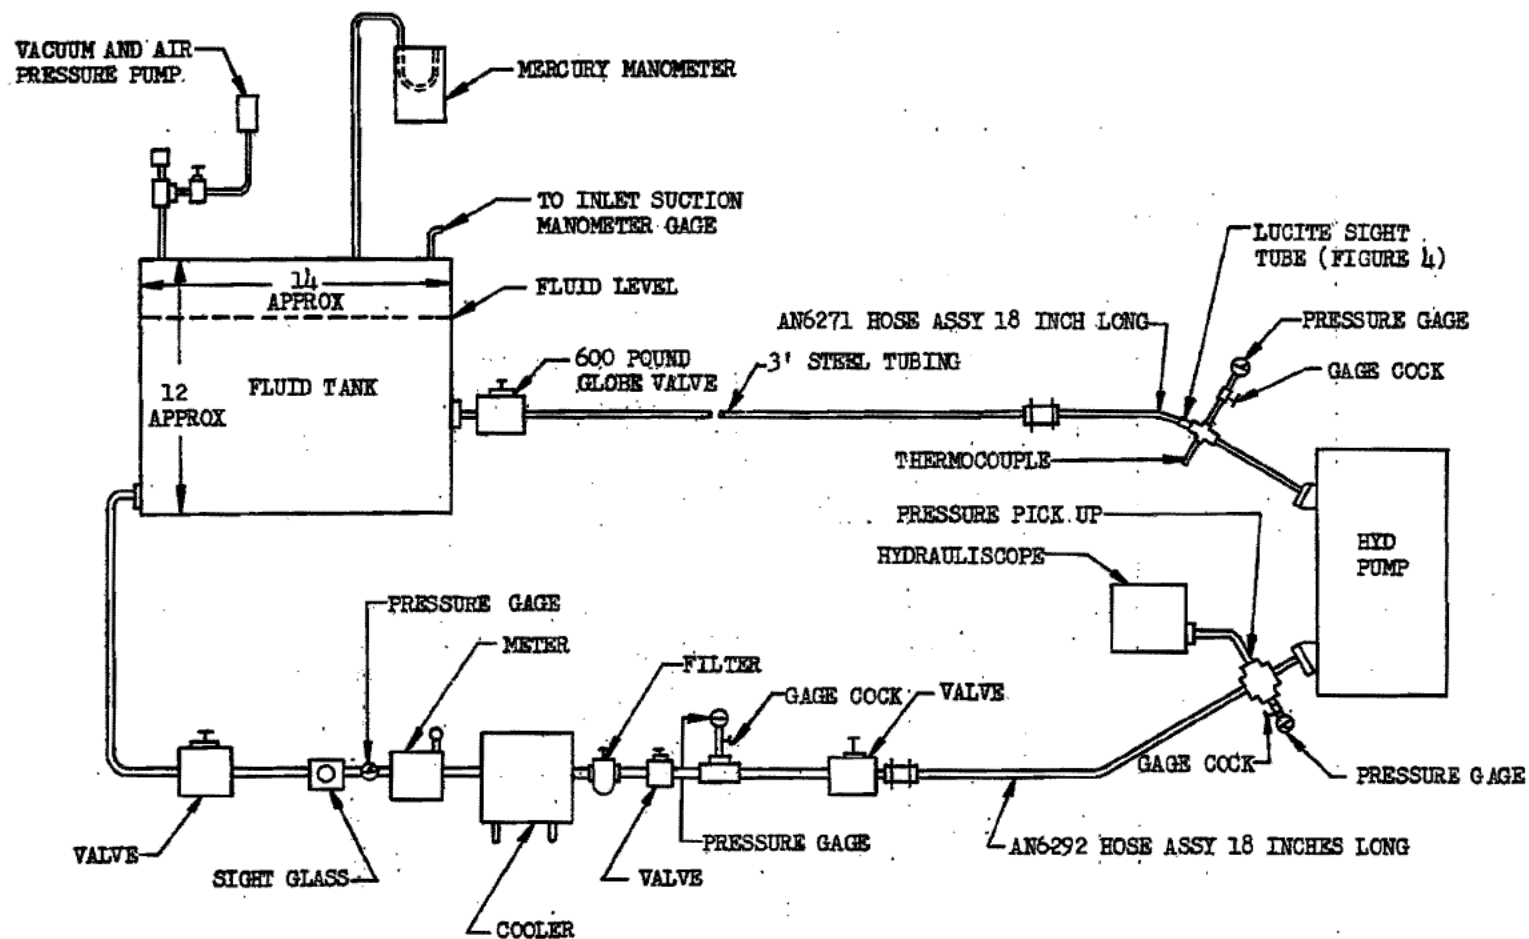 VACUUM AND AIR
PRESSURE PUMP.
MERCURY MANOMETER
TO INLET SUCTION
MANOMETER GAGE
LUCITE SIGHT
TUBE (FIGURE 4)
14
APPROX
FLUID LEVEL
AN6271 HOSE ASSY 18 INCH LONG
PRESSURE GAGE
600 POUND
GLOBE VALVE
3' STEEL TUBING
GAGE COCK
FLUID TANK
12
APPROX
THERMOCOUPLE
PRESSURE PICK UP
HYDRAULISCOPE
HYD
PUMP
PRESSURE GAGE
METER
FILTER
GAGE COCK
VALVE
GAGE COCK
PRESSURE GAGE
PRESSURE GAGE
AN6292 HOSE ASSY 18 INCHES LONG
VALVE
SIGHT GLASS
VALVE
COOLER